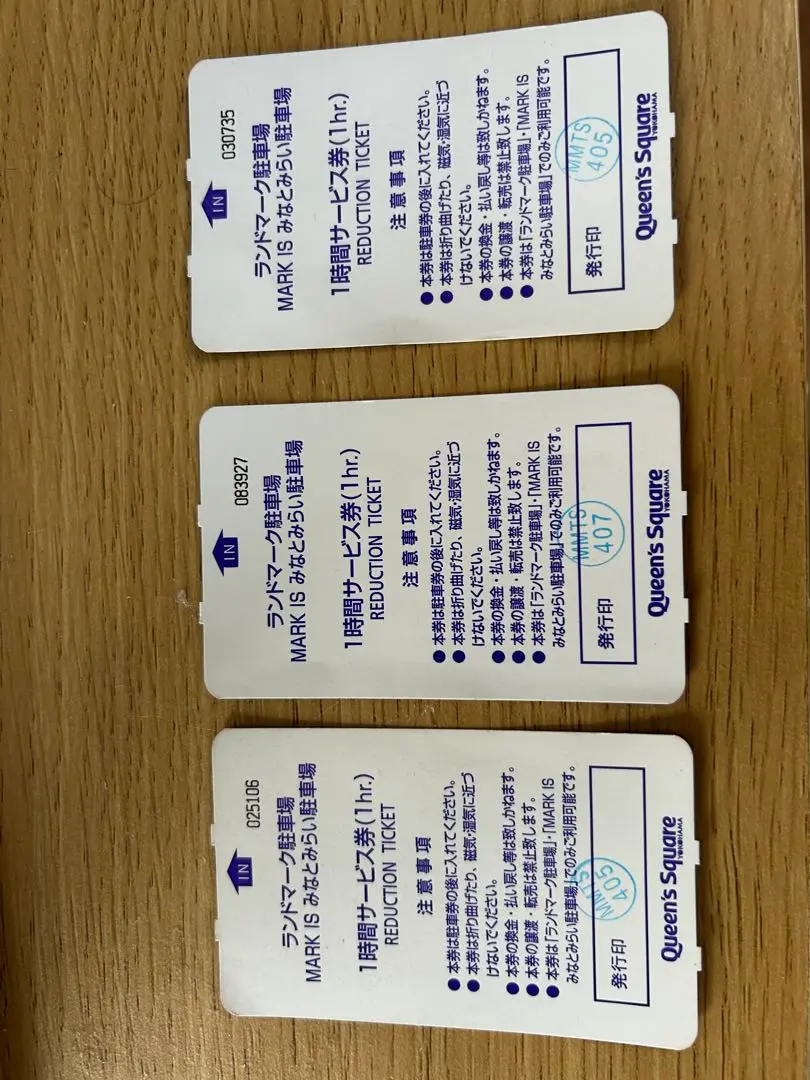 030735
IN
ランドマーク駐車場
MARK IS みなとみらい駐車場
1時間サービス券(1hr.)
REDUCTION TICKET
注意事項
●本券は駐車券の後に入れてください。
●本券は折り曲げたり、磁気・湿気に近づ
けないでください。
●本券の換金・払い戻し等は致しかねます。
●本券の譲渡・転売は禁止致します。
●本券は「ランドマーク駐車場」・「MARK IS
みなとみらい駐車場」でのみご利用可能です。
発行印
MMTS
405
Queen's Square
YOKOHAMA
083927
IN
ランドマーク駐車場
MARK IS みなとみらい駐車場
1時間サービス券(1hr.)
REDUCTION TICKET
注意事項
●本券は駐車券の後に入れてください。
●本券は折り曲げたり、磁気・湿気に近づ
けないでください。
●本券の換金・払い戻し等は致しかねます。
●本券の譲渡・転売は禁止致します。
●本券は「ランドマーク駐車場」・「MARK IS
みなとみらい駐車場」でのみご利用可能です。
発行印
MMTS
407
Queen's Square
YOKOHAMA
025106
IN
ランドマーク駐車場
MARK IS みなとみらい駐車場
1時間サービス券(1hr.)
REDUCTION TICKET
注意事項
●本券は駐車券の後に入れてください。
●本券は折り曲げたり、磁気・湿気に近づ
けないでください。
●本券の換金・払い戻し等は致しかねます。
●本券の譲渡・転売は禁止致します。
●本券は「ランドマーク駐車場」・「MARK IS
みなとみらい駐車場」でのみご利用可能です。
発行印
MMTS
405
Queen's Square
YOKOHAMA